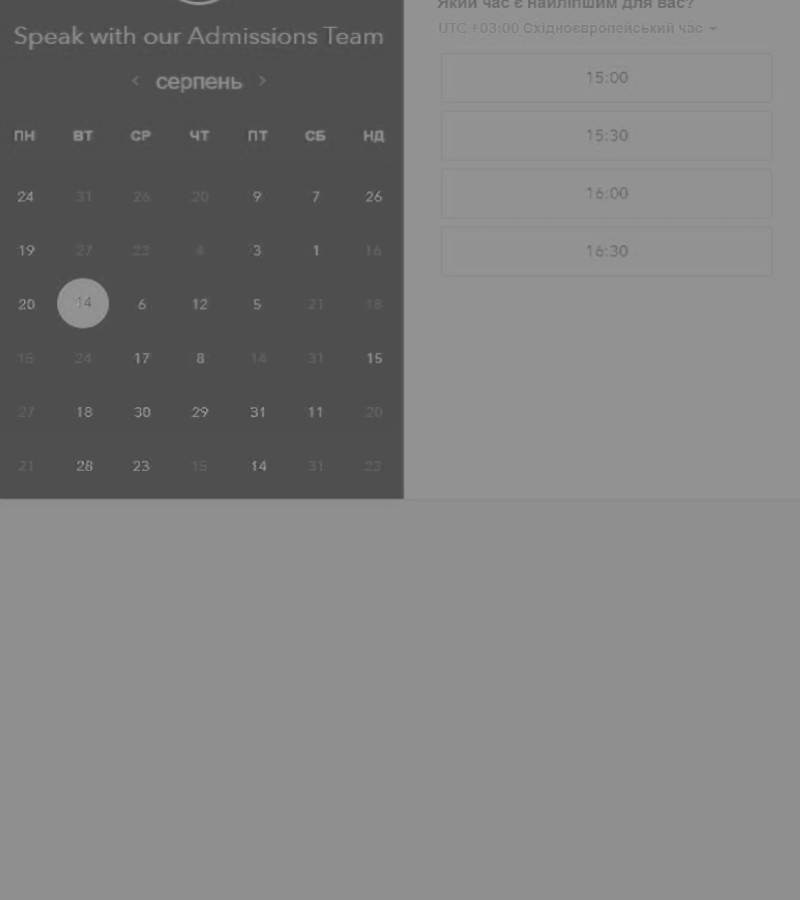 Який час є найліпшим для вас?
Speak with our Admissions Team
UTC +03:00 Східноєвропейський час
серпень
15:00
15:30
16:00
16:30
ПН ВТ СР ЧТ ПТ СБ НД
24 31 26 20 9 7 26
19 27 23 4 3 1 16
20 14 6 12 5 21 18
15 24 17 8 14 31 15
27 18 30 29 31 11 20
21 28 23 15 14 31 22